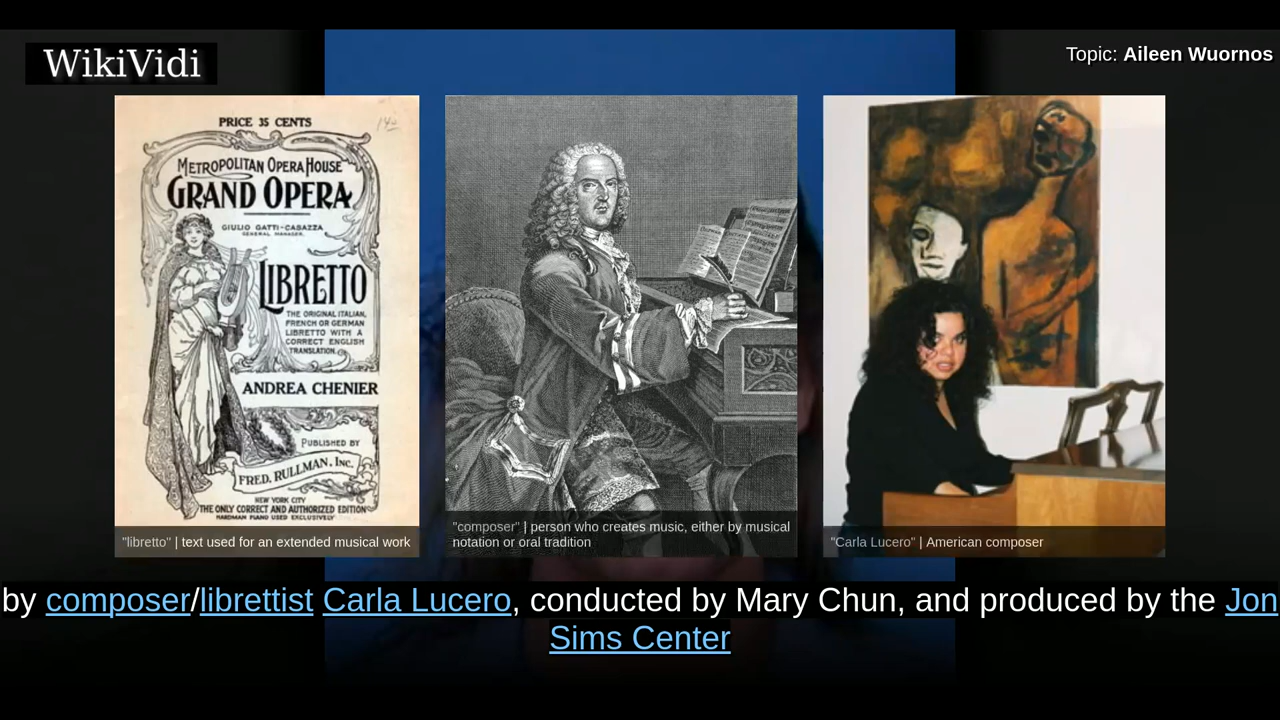 WikiVidi
Topic: Aileen Wuornos
PRICE 35 CENTS
METROPOLITAN OPERA HOUSE
GRAND OPERA
GIULIO GATTI-CASAZZA
GENERAL MANAGER.
LIBRETTO
THE ORIGINAL ITALIAN,
FRENCH OR GERMAN
LIBRETTO WITH A
CORRECT ENGLISH
TRANSLATION.
ANDREA CHENIER
PUBLISHED BY
FRED. RULLMAN, INC.
NEW YORK CITY
THE ONLY CORRECT AND AUTHORIZED EDITION
HARDMAN PIANO USED EXCLUSIVELY
"libretto" | text used for an extended musical work
"composer" | person who creates music, either by musical
notation or oral tradition
"Carla Lucero" | American composer
by composer/librettist Carla Lucero, conducted by Mary Chun, and produced by the Jon
Sims Center